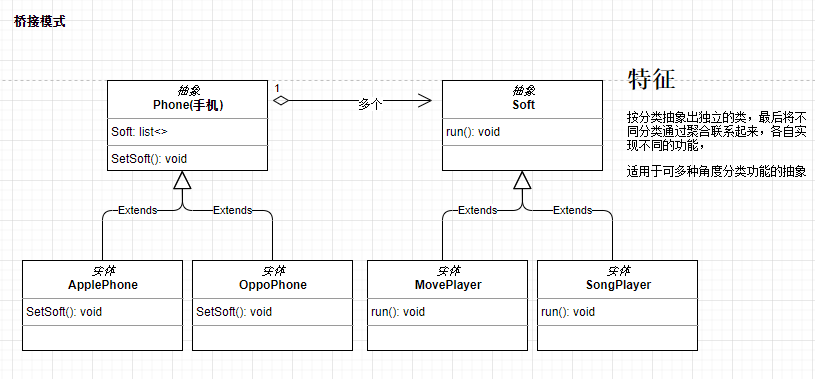 桥接模式
抽象
Phone(手机)
Soft: list<>
SetSoft(): void
1
多个
抽象
Soft
run(): void
特征
按分类抽象出独立的类，最后将不
同分类通过聚合联系起来，各自实
现不同的功能，
适用于可多种角度分类功能的抽象
Extends
Extends
Extends
Extends
实体
ApplePhone
SetSoft(): void
实体
OppoPhone
SetSoft(): void
实体
MovePlayer
run(): void
实体
SongPlayer
run(): void